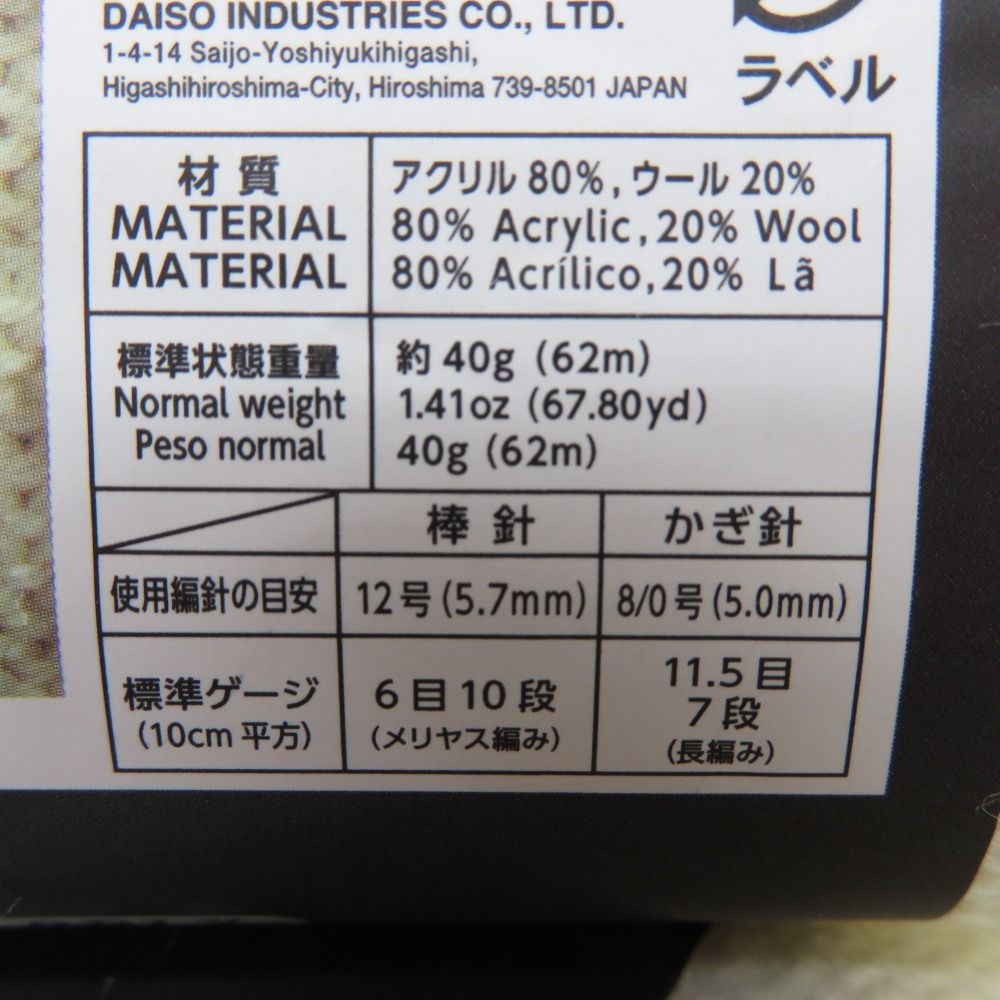 DAISO INDUSTRIES CO., LTD.
1-4-14 Saijo-Yoshiyukihigashi,
Higashihiroshima-City, Hiroshima 739-8501 JAPAN
ラベル
材質
MATERIAL
MATERIAL
アクリル 80%, ウール 20%
80% Acrylic, 20% Wool
80% Acrílico, 20% Lã
標準状態重量
Normal weight
Peso normal
約 40g (62m)
1.41oz (67.80yd)
40g (62m)
棒針
かぎ針
使用編針の目安
12号(5.7mm)
8/0号(5.0mm)
標準ゲージ
(10cm 平方)
6目10段
(メリヤス編み)
11.5目
7段
(長編み)